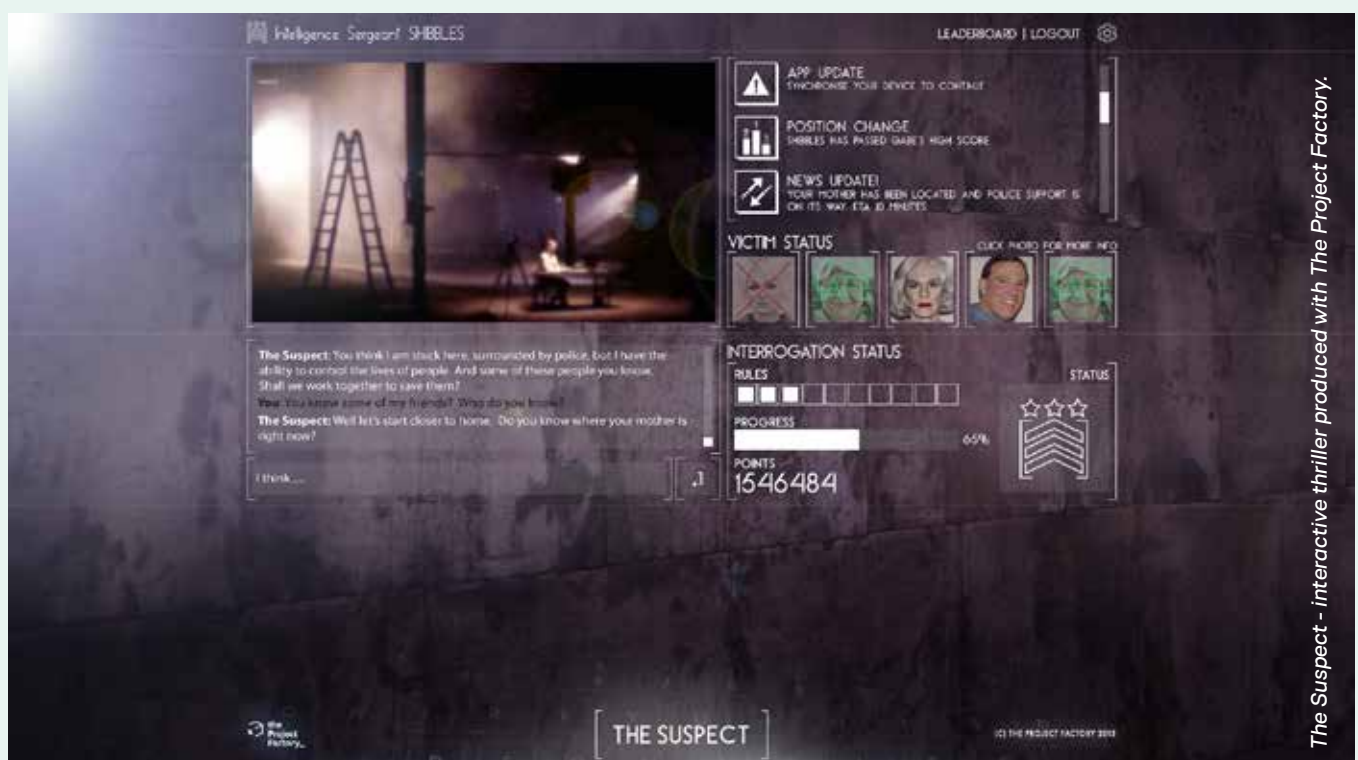 Intelligence Sergeant SHIBBLES
LEADERBOARD | LOGOUT
APP UPDATE
SYNCHRONISE YOUR DEVICE TO CONTINUE
POSITION CHANGE
SHIBBLES HAS PASSED GABE'S HIGH SCORE
NEWS UPDATE!
YOUR MOTHER HAS BEEN LOCATED AND POLICE SUPPORT IS
ON ITS WAY. ETA 10 MINUTES
VICTIM STATUS
CLICK PHOTO FOR MORE INFO
The Suspect: You think I am stuck here, surrounded by police, but I have the
ability to control the lives of people. And some of these people you know.
Shall we work together to save them?
You: You know some of my friends? Who do you know?
The Suspect: Well let's start closer to home. Do you know where your mother is
right now?
I think....
INTERROGATION STATUS
RULES
STATUS
PROGRESS
65%
POINTS
1546484
the
Project
Factory_
THE SUSPECT
(C) THE PROJECT FACTORY
The Suspect - interactive thriller produced with The Project Factory.